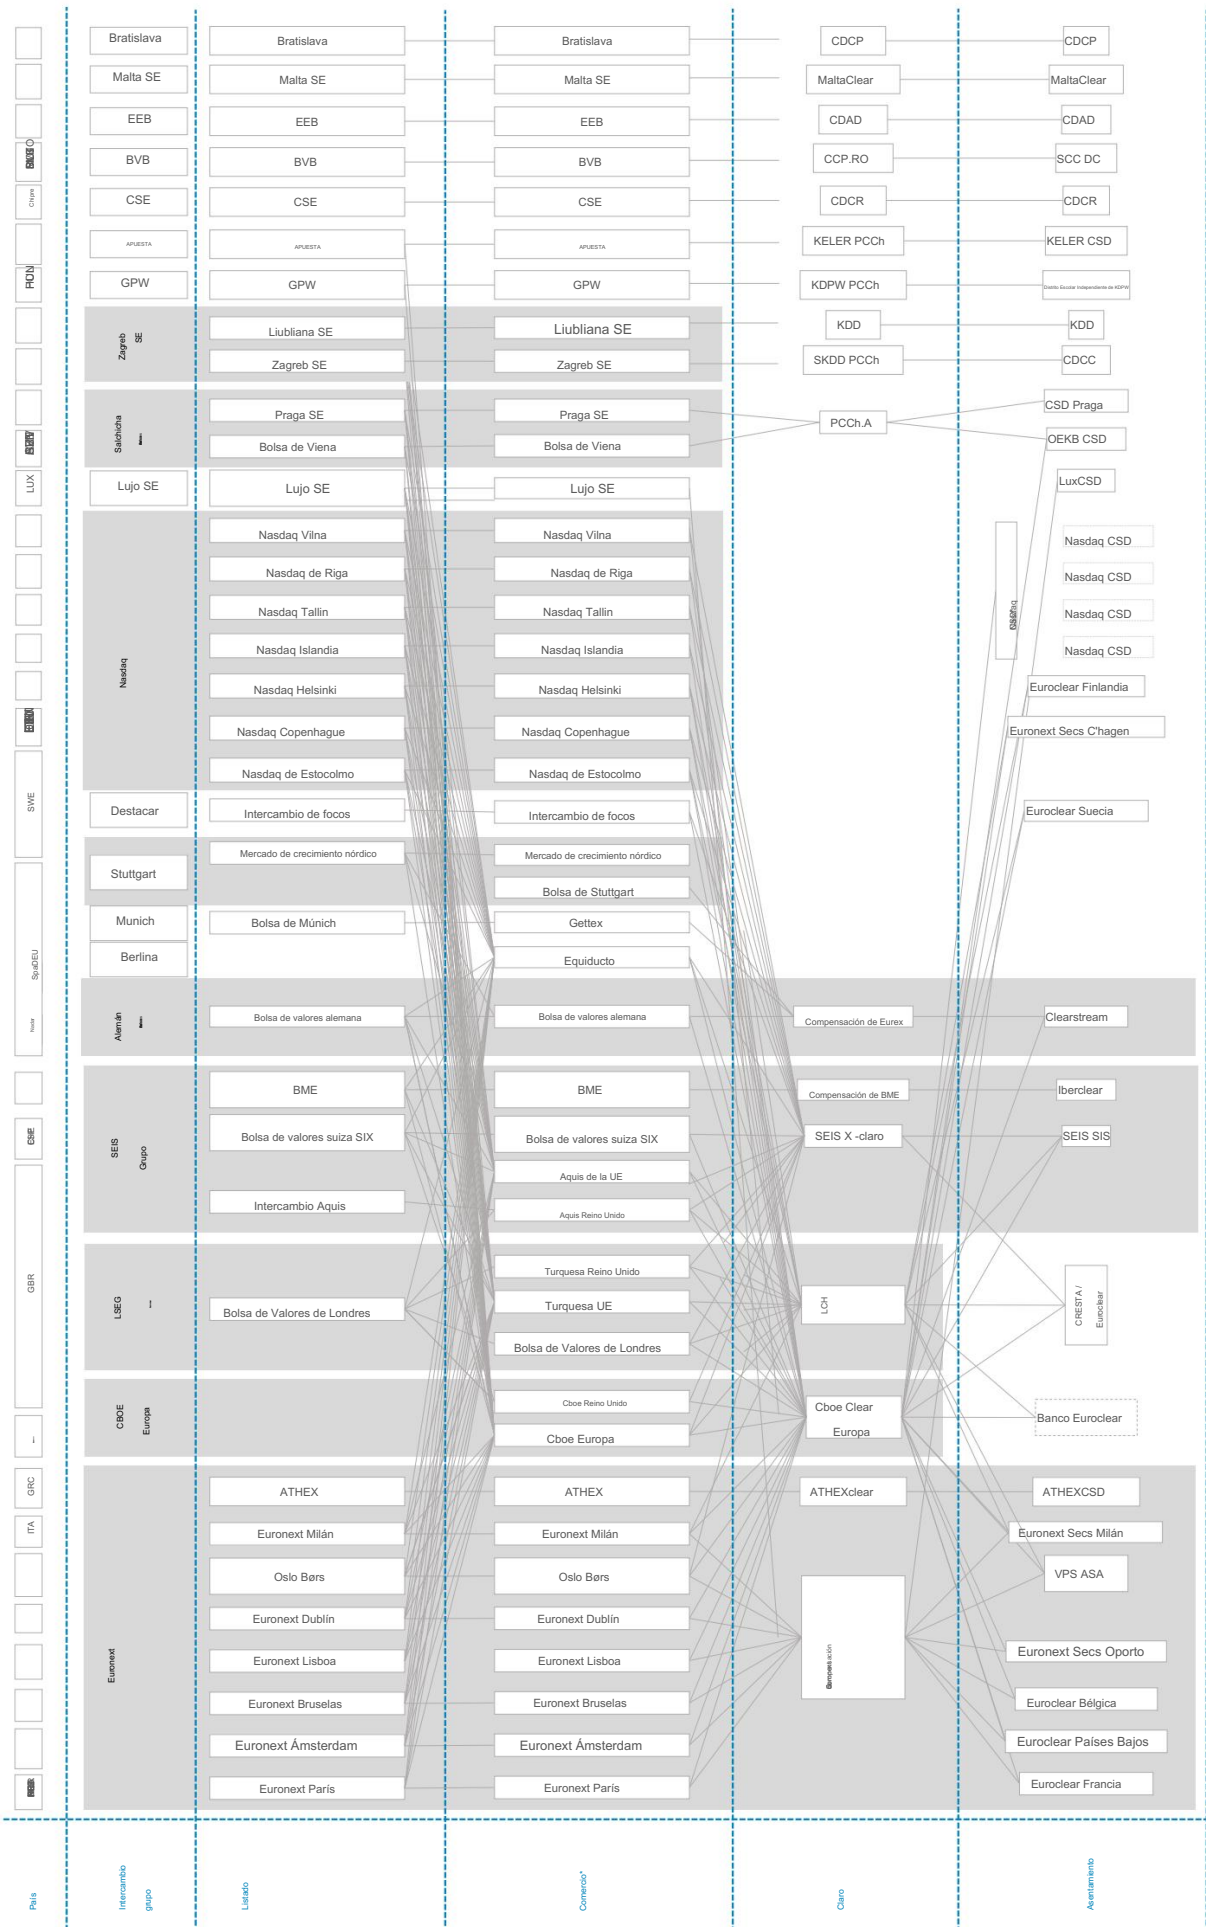 Bratislava Bratislava Bratislava CDCP CDCP
Malta SE Malta SE Malta SE MaltaClear MaltaClear
EEB EEB EEB CDAD CDAD
BVB BVB BVB CCP.RO SCC DC
Chipre CSE CSE CSE CDCR CDCR
APUESTA APUESTA APUESTA KELER PCCh KELER CSD
GPW GPW GPW KDPW PCCh Distrito Escolar Independiente de KDPW
Zagreb SE
Liubliana SE Liubliana SE KDD KDD
Zagreb SE Zagreb SE SKDD PCCh CDCC
Salchicha
Praga SE Praga SE PCCh.A CSD Praga
Bolsa de Viena Bolsa de Viena OEKB CSD
LUX Lujo SE Lujo SE Lujo SE LuxCSD
Nasdaq
Nasdaq Vilna Nasdaq Vilna Nasdaq CSD
Nasdaq de Riga Nasdaq de Riga Nasdaq CSD
Nasdaq Tallin Nasdaq Tallin Nasdaq CSD
Nasdaq Islandia Nasdaq Islandia Nasdaq CSD
Nasdaq Helsinki Nasdaq Helsinki Euroclear Finlandia
Nasdaq Copenhague Nasdaq Copenhague Euronext Secs C'hagen
Nasdaq de Estocolmo Nasdaq de Estocolmo
SWE Destacar Intercambio de focos Intercambio de focos Euroclear Suecia
Stuttgart Mercado de crecimiento nórdico Mercado de crecimiento nórdico
Bolsa de Stuttgart
Munich Bolsa de Múnich Gettex
Berlina Equiducto
SpaDEU
Alemán Bolsa de valores alemana Bolsa de valores alemana Compensación de Eurex Clearstream
SEIS Grupo
BME BME Compensación de BME Iberclear
Bolsa de valores suiza SIX Bolsa de valores suiza SIX SEIS X -claro SEIS SIS
Aquis de la UE
Intercambio Aquis Aquis Reino Unido
GBR LSEG
Turquesa Reino Unido
Bolsa de Valores de Londres Turquesa UE LCH CRESTA / Euroclear
Bolsa de Valores de Londres
CBOE Europa
Cboe Reino Unido Cboe Clear Europa Banco Euroclear
Cboe Europa
GRC ATHEX ATHEX ATHEXclear ATHEXCSD
ITA Euronext Milán Euronext Milán Euronext Secs Milán
Oslo Børs Oslo Børs VPS ASA
Euronext
Euronext Dublín Euronext Dublín
Euronext Lisboa Euronext Lisboa Euronext Secs Oporto
Euronext Bruselas Euronext Bruselas Euroclear Bélgica
Euronext Ámsterdam Euronext Ámsterdam Euroclear Países Bajos
Euronext París Euronext París Euroclear Francia
País Intercambio grupo Listado Comercio* Claro Asentamiento